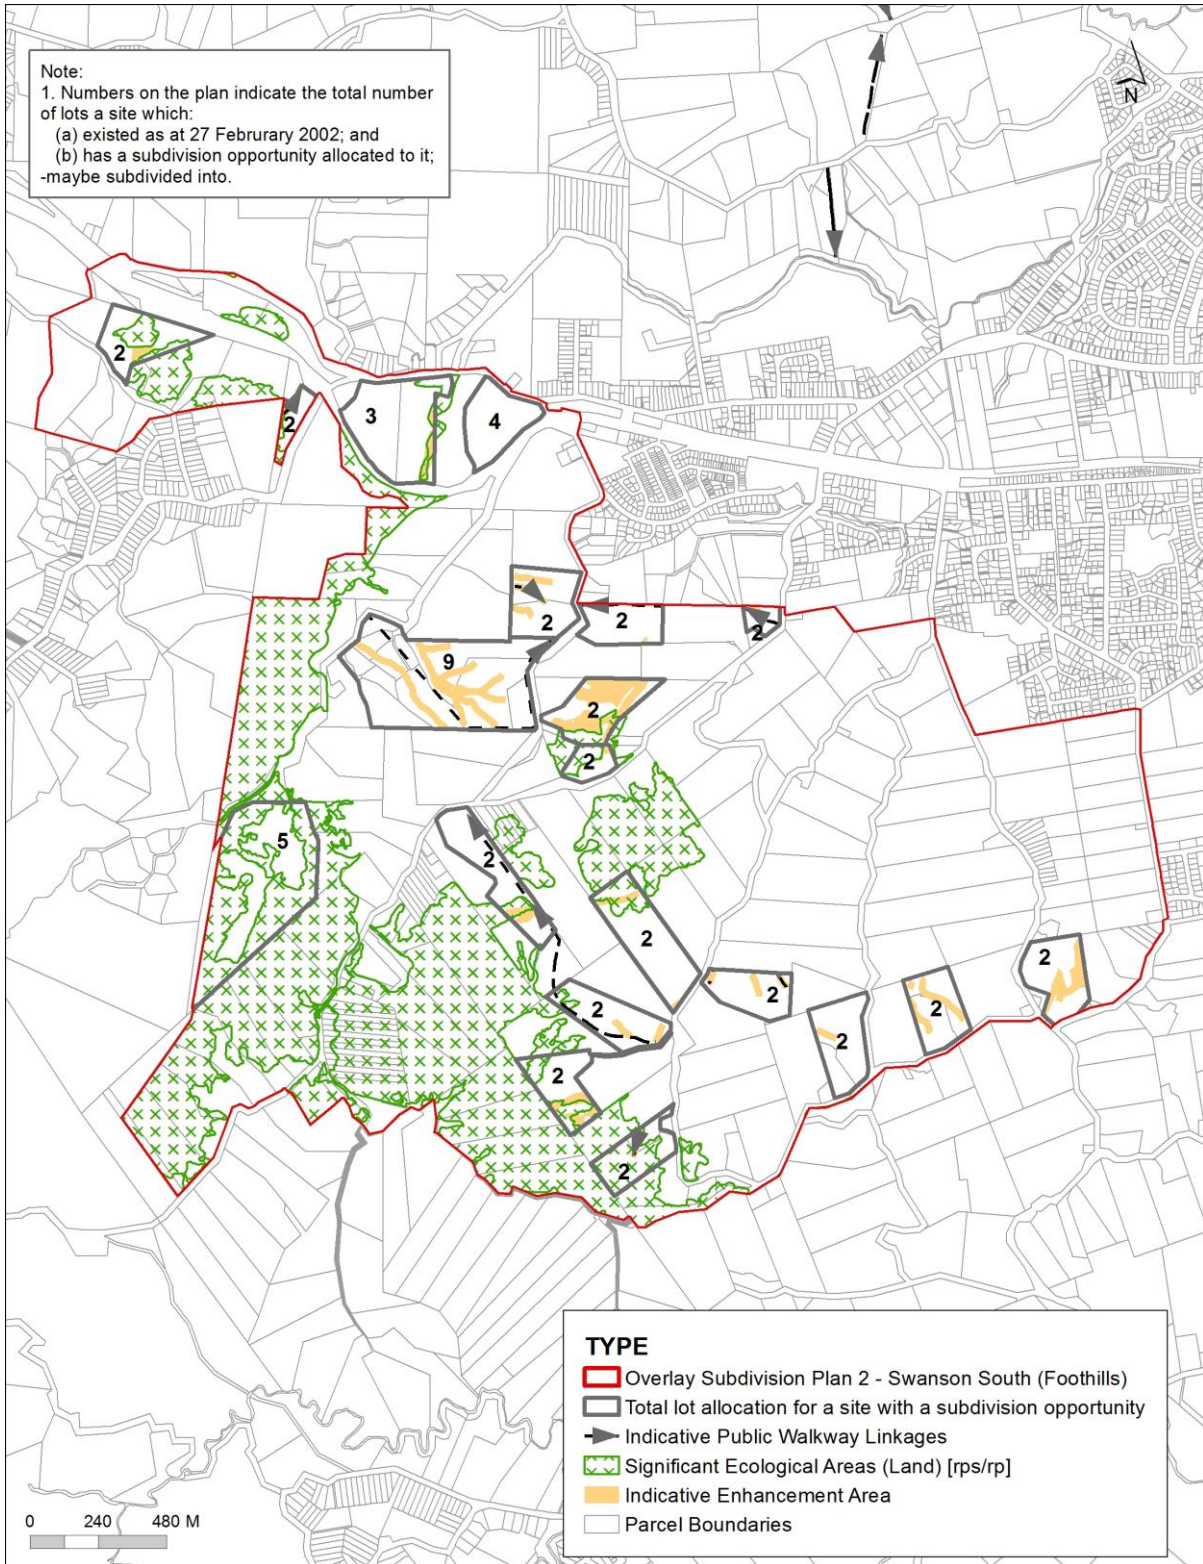 Note:
1. Numbers on the plan indicate the total number
of lots a site which:
(a) existed as at 27 Februrary 2002; and
(b) has a subdivision opportunity allocated to it;
-maybe subdivided into.
N
2
2
3
4
2
2
2
9
2
2
5
2
2
2
2
2
2
2
2
2
TYPE
Overlay Subdivision Plan 2 - Swanson South (Foothills)
Total lot allocation for a site with a subdivision opportunity
Indicative Public Walkway Linkages
Significant Ecological Areas (Land) [rps/rp]
Indicative Enhancement Area
Parcel Boundaries
0 240 480 M